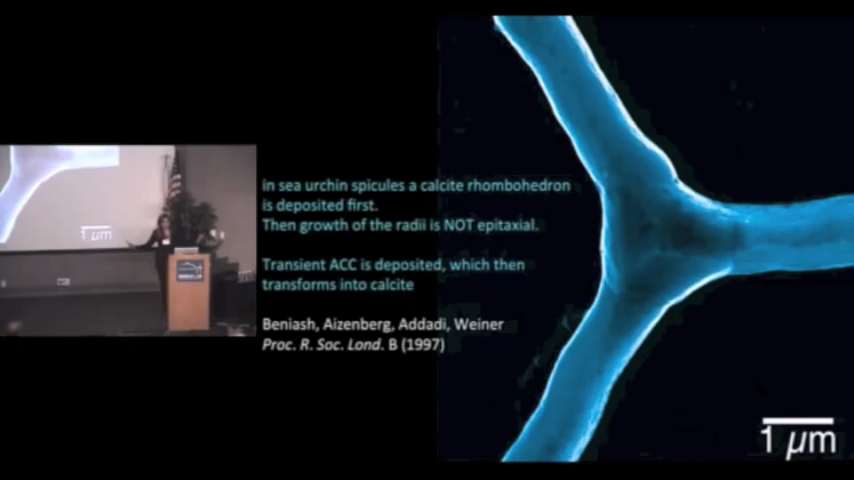 1 µm
In sea urchin spicules a calcite rhombohedron
is deposited first.
Then growth of the radii is NOT epitaxial.
Transient ACC is deposited, which then
transforms into calcite
Beniash, Aizenberg, Addadi, Weiner
Proc. R. Soc. Lond. B (1997)
1 µm